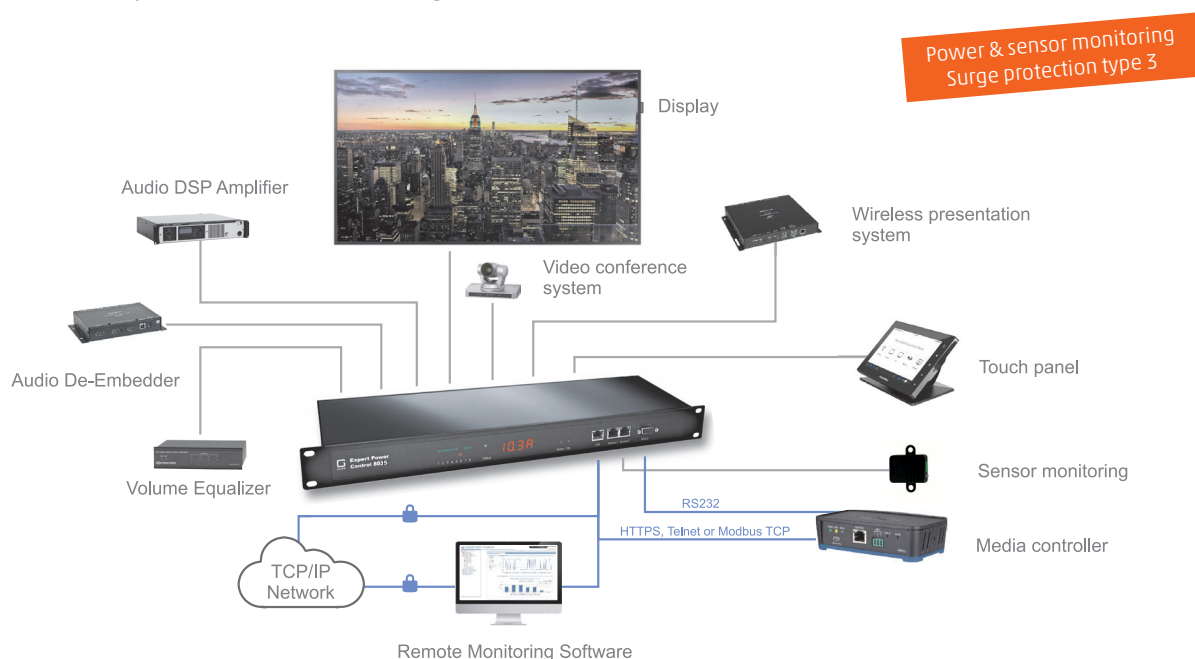 Power & sensor monitoring
Surge protection type 3
Display
Audio DSP Amplifier
Wireless presentation
system
Video conference
system
Touch panel
Audio De-Embedder
10.3A
Expert Power
Control 8035
Sensor monitoring
Volume Equalizer
RS232
HTTPS, Telnet or Modbus TCP
Media controller
TCP/IP
Network
Remote Monitoring Software